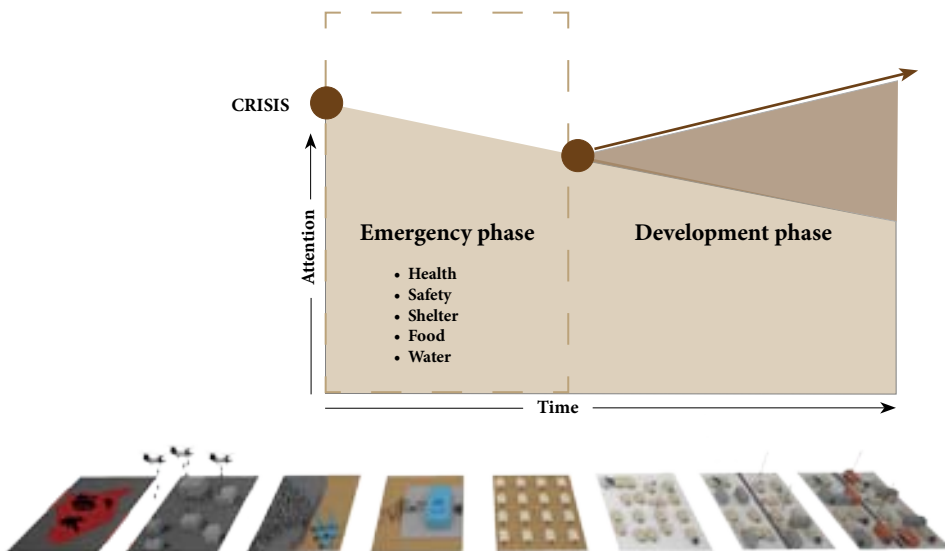 CRISIS
Attention
Emergency phase
• Health
• Safety
• Shelter
• Food
• Water
Development phase
Time